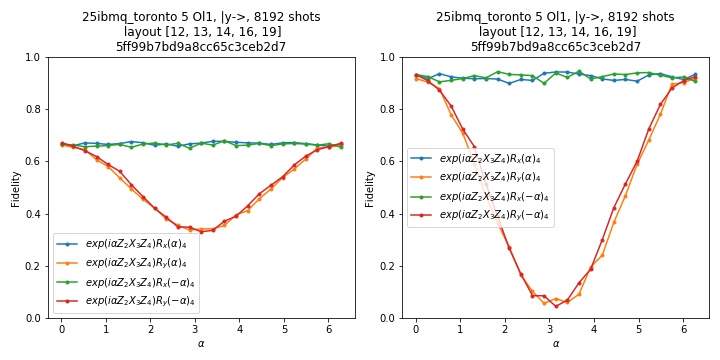 25ibmq_toronto 5 Ol1, |y->, 8192 shots
layout [12, 13, 14, 16, 19]
5ff99b7bd9a8cc65c3ceb2d7
Fidelity
1.0
0.8
0.6
0.4
0.2
0.0
exp(iαZ₂X₃Z₄)Rₓ(α)₄
exp(iαZ₂X₃Z₄)Rᵧ(α)₄
exp(iαZ₂X₃Z₄)Rₓ(−α)₄
exp(iαZ₂X₃Z₄)Rᵧ(−α)₄
0 1 2 3 4 5 6
α
25ibmq_toronto 5 Ol1, |y->, 8192 shots
layout [12, 13, 14, 16, 19]
5ff99b7bd9a8cc65c3ceb2d7
Fidelity
1.0
0.8
0.6
0.4
0.2
0.0
exp(iαZ₂X₃Z₄)Rₓ(α)₄
exp(iαZ₂X₃Z₄)Rᵧ(α)₄
exp(iαZ₂X₃Z₄)Rₓ(−α)₄
exp(iαZ₂X₃Z₄)Rᵧ(−α)₄
0 1 2 3 4 5 6
α